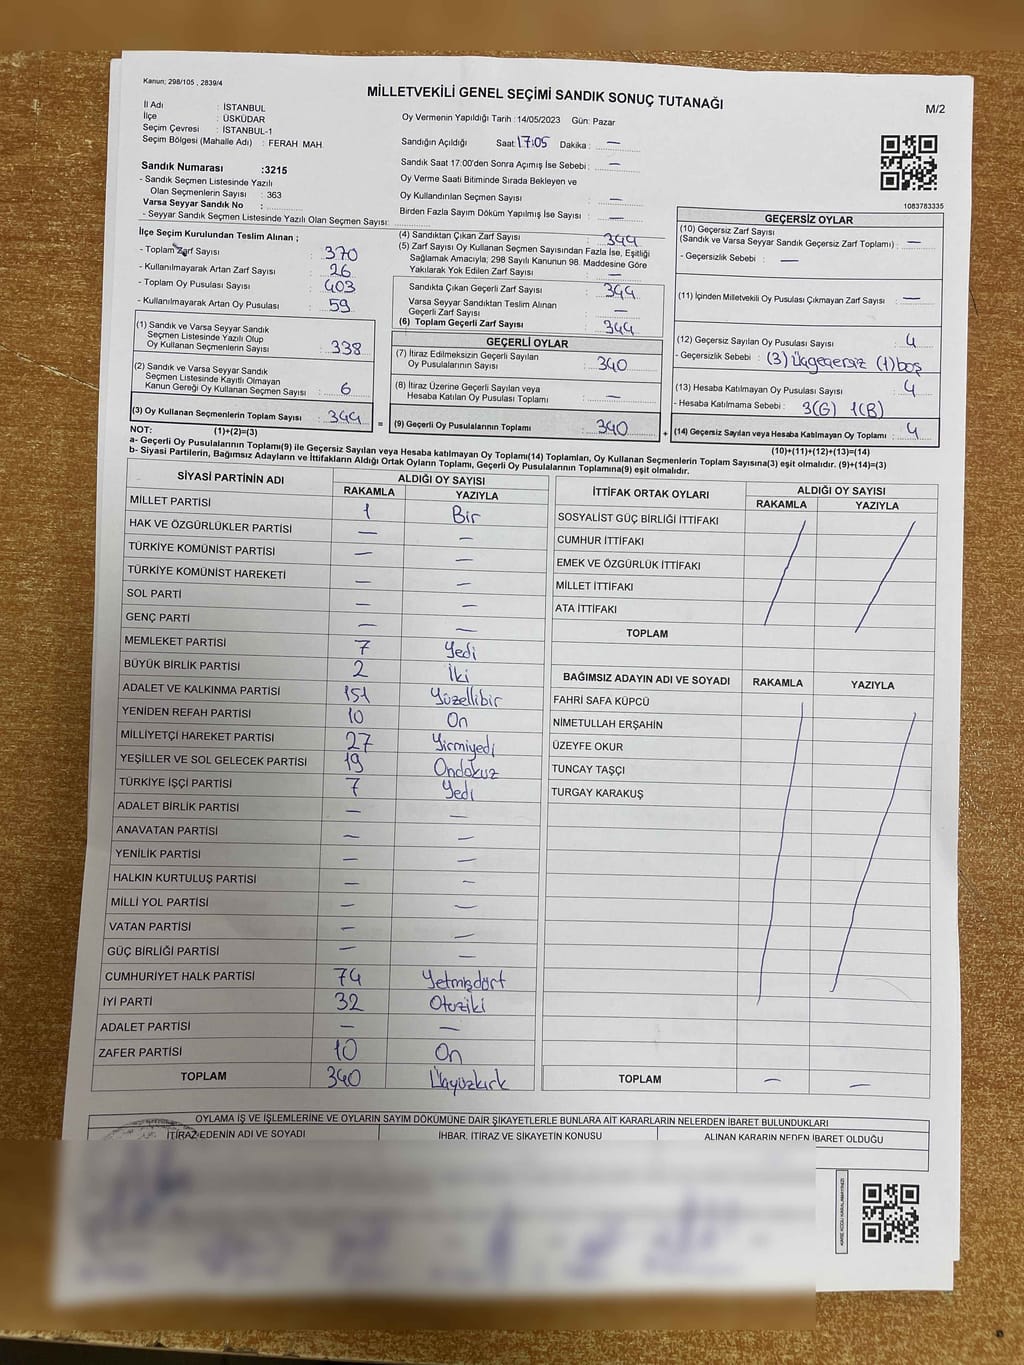 Kanun; 298/105 , 2839/4
MİLLETVEKİLİ GENEL SEÇİMİ SANDIK SONUÇ TUTANAĞI
M/2
İl Adı : İSTANBUL
İlçe : ÜSKÜDAR
Seçim Çevresi : İSTANBUL-1
Seçim Bölgesi (Mahalle Adı) : FERAH MAH.
Sandık Numarası :3215
- Sandık Seçmen Listesinde Yazılı
Olan Seçmenlerin Sayısı : 363
Varsa Seyyar Sandık No :
- Seyyar Sandık Seçmen Listesinde Yazılı Olan Seçmen Sayısı:
Oy Vermenin Yapıldığı Tarih : 14/05/2023 Gün: Pazar
Sandığın Açıldığı Saat: 17:05 Dakika : —
Sandık Saat 17:00'den Sonra Açımış İse Sebebi : —
Oy Verme Saati Bitiminde Sırada Bekleyen ve
Oy Kullandırılan Seçmen Sayısı : —
Birden Fazla Sayım Döküm Yapılmış İse Sayısı : —
1083783335
İlçe Seçim Kurulundan Teslim Alınan ;
- Toplam Zarf Sayısı : 370
- Kullanılmayarak Artan Zarf Sayısı : 26
- Toplam Oy Pusulası Sayısı : 403
- Kullanılmayarak Artan Oy Pusulası : 59
(1) Sandık ve Varsa Seyyar Sandık
Seçmen Listesinde Yazılı Olup
Oy Kullanan Seçmenlerin Sayısı : 338
(2) Sandık ve Varsa Seyyar Sandık
Seçmen Listesinde Kayıtlı Olmayan
Kanun Gereği Oy Kullanan Seçmen Sayısı : 6
(3) Oy Kullanan Seçmenlerin Toplam Sayısı : 344
(4) Sandıktan Çıkan Zarf Sayısı : 344
(5) Zarf Sayısı Oy Kullanan Seçmen Sayısından Fazla İse, Eşitliği
Sağlamak Amacıyla; 298 Sayılı Kanunun 98. Maddesine Göre
Yakılarak Yok Edilen Zarf Sayısı : —
Sandıkta Çıkan Geçerli Zarf Sayısı : 344
Varsa Seyyar Sandıktan Teslim Alınan
Geçerli Zarf Sayısı : —
(6) Toplam Geçerli Zarf Sayısı : 344
GEÇERLİ OYLAR
(7) İtiraz Edilmeksizin Geçerli Sayılan
Oy Pusulalarının Sayısı : 340
(8) İtiraz Üzerine Geçerli Sayılan veya
Hesaba Katılan Oy Pusulası Toplamı : —
= (9) Geçerli Oy Pusulalarının Toplamı : 340
GEÇERSİZ OYLAR
(10) Geçersiz Zarf Sayısı
(Sandık ve Varsa Seyyar Sandık Geçersiz Zarf Toplamı) : —
- Geçersizlik Sebebi : —
(11) İçinden Milletvekili Oy Pusulası Çıkmayan Zarf Sayısı : —
(12) Geçersiz Sayılan Oy Pusulası Sayısı : 4
- Geçersizlik Sebebi : (3) Üçgeçersiz (1) boş
(13) Hesaba Katılmayan Oy Pusulası Sayısı : 4
- Hesaba Katılmama Sebebi : 3(G) 1(B)
+ (14) Geçersiz Sayılan veya Hesaba Katılmayan Oy Toplamı : 4
NOT: (1)+(2)=(3) (10)+(11)+(12)+(13)=(14)
a- Geçerli Oy Pusulalarının Toplamı(9) ile Geçersiz Sayılan veya Hesaba katılmayan Oy Toplamı(14) Toplamları, Oy Kullanan Seçmenlerin Toplam Sayısına(3) eşit olmalıdır. (9)+(14)=(3)
b- Siyasi Partilerin, Bağımsız Adayların ve İttifakların Aldığı Ortak Oyların Toplamı, Geçerli Oy Pusulalarının Toplamına(9) eşit olmalıdır.
SİYASİ PARTİNİN ADI ALDIĞI OY SAYISI
RAKAMLA YAZIYLA
MİLLET PARTİSİ 1 Bir
HAK VE ÖZGÜRLÜKLER PARTİSİ — —
TÜRKİYE KOMÜNİST PARTİSİ — —
TÜRKİYE KOMÜNİST HAREKETİ — —
SOL PARTİ — —
GENÇ PARTİ — —
MEMLEKET PARTİSİ 7 Yedi
BÜYÜK BİRLİK PARTİSİ 2 İki
ADALET VE KALKINMA PARTİSİ 151 Yüzellibir
YENİDEN REFAH PARTİSİ 10 On
MİLLİYETÇİ HAREKET PARTİSİ 27 Yirmiyedi
YEŞİLLER VE SOL GELECEK PARTİSİ 19 Ondokuz
TÜRKİYE İŞÇİ PARTİSİ 7 Yedi
ADALET BİRLİK PARTİSİ — —
ANAVATAN PARTİSİ — —
YENİLİK PARTİSİ — —
HALKIN KURTULUŞ PARTİSİ — —
MİLLİ YOL PARTİSİ — —
VATAN PARTİSİ — —
GÜÇ BİRLİĞİ PARTİSİ — —
CUMHURİYET HALK PARTİSİ 74 Yetmişdört
İYİ PARTİ 32 Otuziki
ADALET PARTİSİ — —
ZAFER PARTİSİ 10 On
TOPLAM 340 Üçyüzkırk
İTTİFAK ORTAK OYLARI ALDIĞI OY SAYISI
RAKAMLA YAZIYLA
SOSYALİST GÜÇ BİRLİĞİ İTTİFAKI
CUMHUR İTTİFAKI
EMEK VE ÖZGÜRLÜK İTTİFAKI
MİLLET İTTİFAKI
ATA İTTİFAKI
TOPLAM
BAĞIMSIZ ADAYIN ADI VE SOYADI RAKAMLA YAZIYLA
FAHRİ SAFA KÜPCÜ
NİMETULLAH ERŞAHİN
ÜZEYFE OKUR
TUNCAY TAŞÇI
TURGAY KARAKUŞ
TOPLAM — —
OYLAMA İŞ VE İŞLEMLERİNE VE OYLARIN SAYIM DÖKÜMÜNE DAİR ŞİKAYETLERLE BUNLARA AİT KARARLARIN NELERDEN İBARET BULUNDUKLARI
İTİRAZ EDENİN ADI VE SOYADI İHBAR, İTİRAZ VE ŞİKAYETİN KONUSU ALINAN KARARIN NEDEN İBARET OLDUĞU